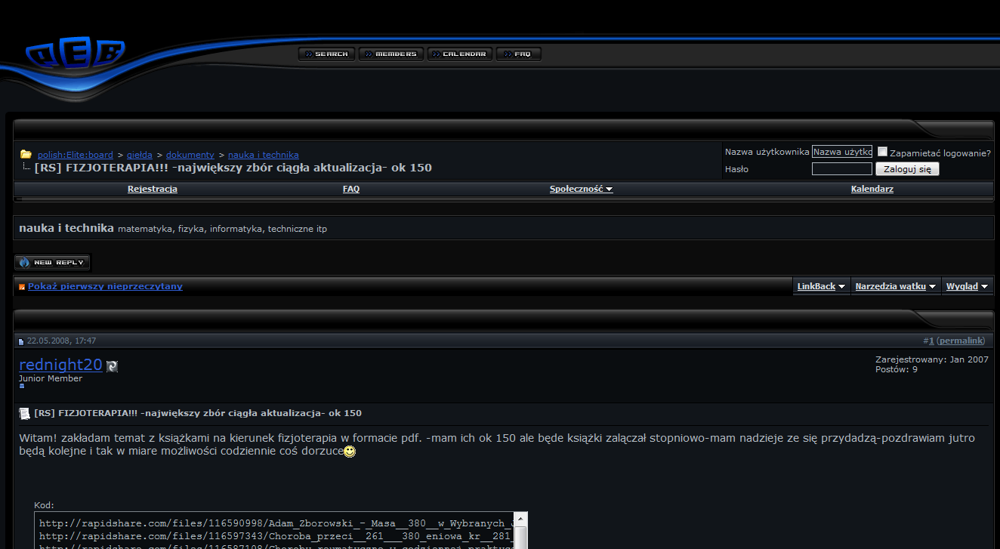 QEB
SEARCH MEMBERS CALENDAR FAQ
polish:Elite:board > giełda > dokumenty > nauka i technika
[RS] FIZJOTERAPIA!!! -największy zbór ciągła aktualizacja- ok 150
Nazwa użytkownika Nazwa użytko Zapamietać logowanie?
Hasło Zaloguj się
Rejestracja FAQ Społeczność Kalendarz
nauka i technika matematyka, fizyka, informatyka, techniczne itp
NEW REPLY
Pokaż pierwszy nieprzeczytany LinkBack Narzędzia wątku Wygląd
22.05.2008, 17:47 #1 (permalink)
rednight20
Junior Member
Zarejestrowany: Jan 2007
Postów: 9
[RS] FIZJOTERAPIA!!! -największy zbór ciągła aktualizacja- ok 150
Witam! zakładam temat z książkami na kierunek fizjoterapia w formacie pdf. -mam ich ok 150 ale będe książki zalączał stopniowo-mam nadzieje ze się przydadzą-pozdrawiam jutro
będą kolejne i tak w miare możliwości codziennie coś dorzuce
Kod:
http://rapidshare.com/files/116590998/Adam_Zborowski_-_Masa__380__w_Wybranych_J
http://rapidshare.com/files/116597343/Choroba_przeci__261___380_eniowa_kr__281_
http://rapidshare.com/files/116587108/Choroby_reumatyczne_w_codziennej_praktyce